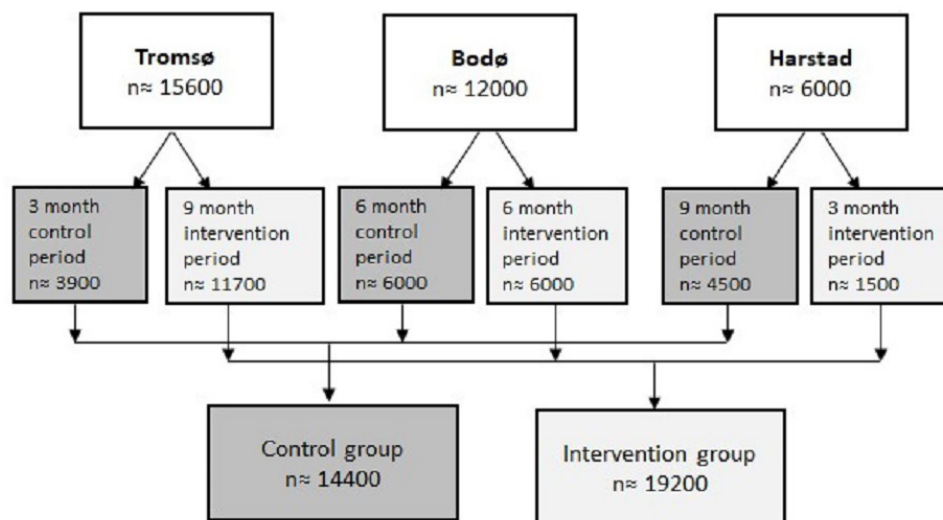 Tromsø
n≈ 15600
Bodø
n≈ 12000
Harstad
n≈ 6000
3 month
control
period
n≈ 3900
9 month
intervention
period
n≈ 11700
6 month
control
period
n≈ 6000
6 month
intervention
period
n≈ 6000
9 month
control
period
n≈ 4500
3 month
intervention
period
n≈ 1500
Control group
n≈ 14400
Intervention group
n≈ 19200